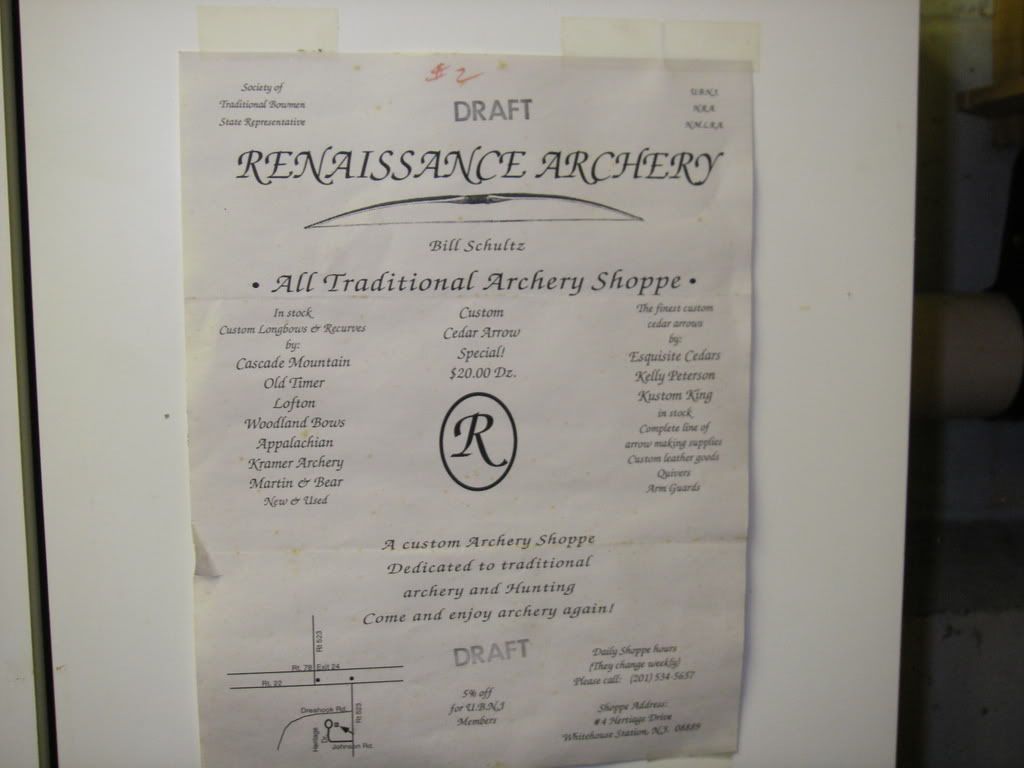 #2
Society of
Traditional Bowmen
State Representative
DRAFT
U.B.N.J.
N.R.A.
N.M.L.R.A.
RENAISSANCE ARCHERY
Bill Schultz
• All Traditional Archery Shoppe •
In stock
Custom Longbows & Recurves
by:
Cascade Mountain
Old Timer
Lofton
Woodland Bows
Appalachian
Kramer Archery
Martin & Bear
New & Used
Custom
Cedar Arrow
Special!
$20.00 Dz.
R
The finest custom
cedar arrows
by:
Esquisite Cedars
Kelly Peterson
Kustom King
in stock
Complete line of
arrow making supplies
Custom leather goods
Quivers
Arm Guards
A custom Archery Shoppe
Dedicated to traditional
archery and Hunting
Come and enjoy archery again!
Rt 523
Rt. 78 Exit 24
Rt. 22
Dreahook Rd.
Rt 523
Heritage Dr.
Johnson Rd.
DRAFT
5% off
for U.B.N.J
Members
Daily Shoppe hours
(They change weekly)
Please call: (201) 534-5637
Shoppe Address:
#4 Hertiage Drive
Whitehouse Station, N.J. 08889